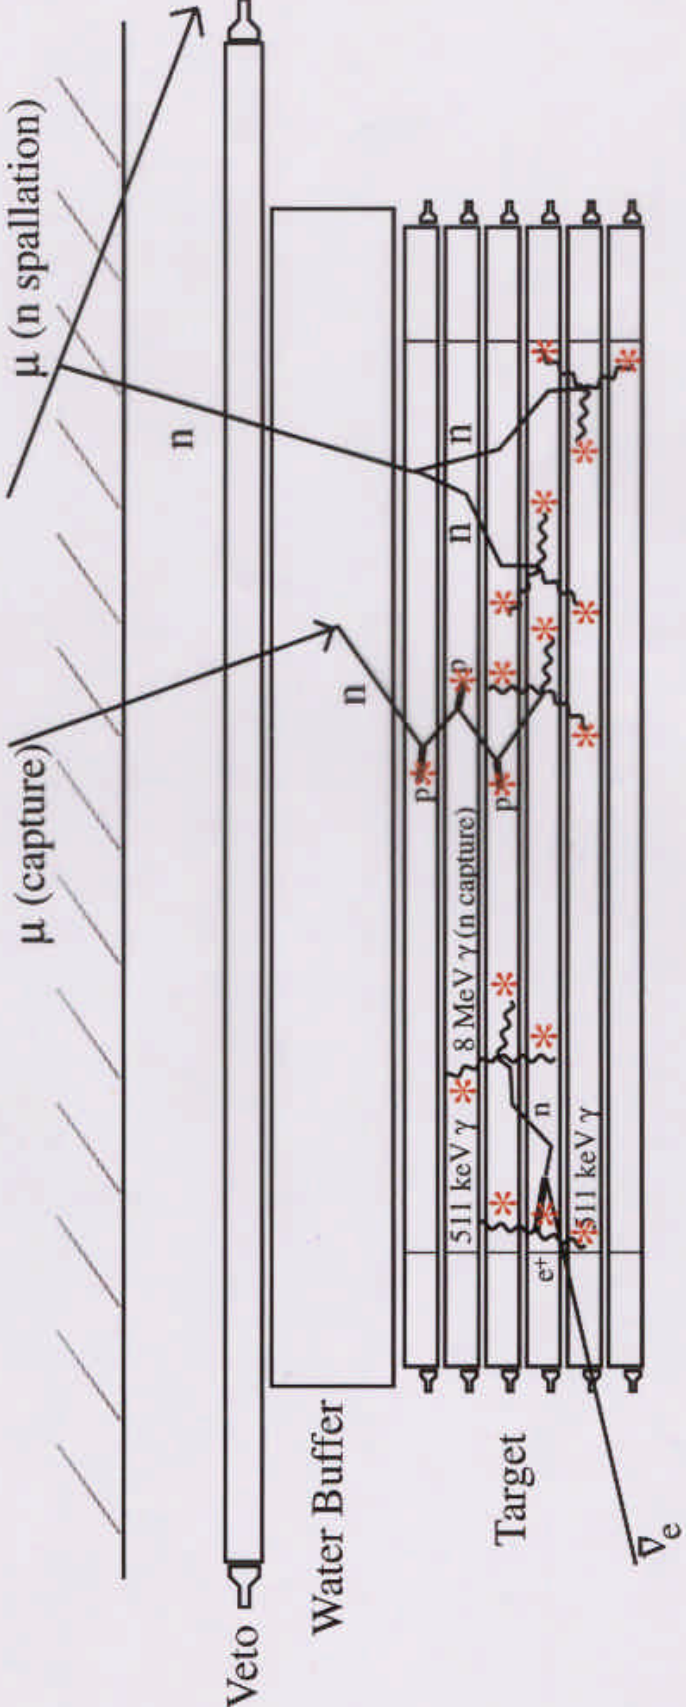 μ (capture)
μ (n spallation)
n
Veto
Water Buffer
n
p
n
n
511 keV γ
8 MeV γ (n capture)
p
p
Target
e⁺
n
511 keV γ
ν̅e